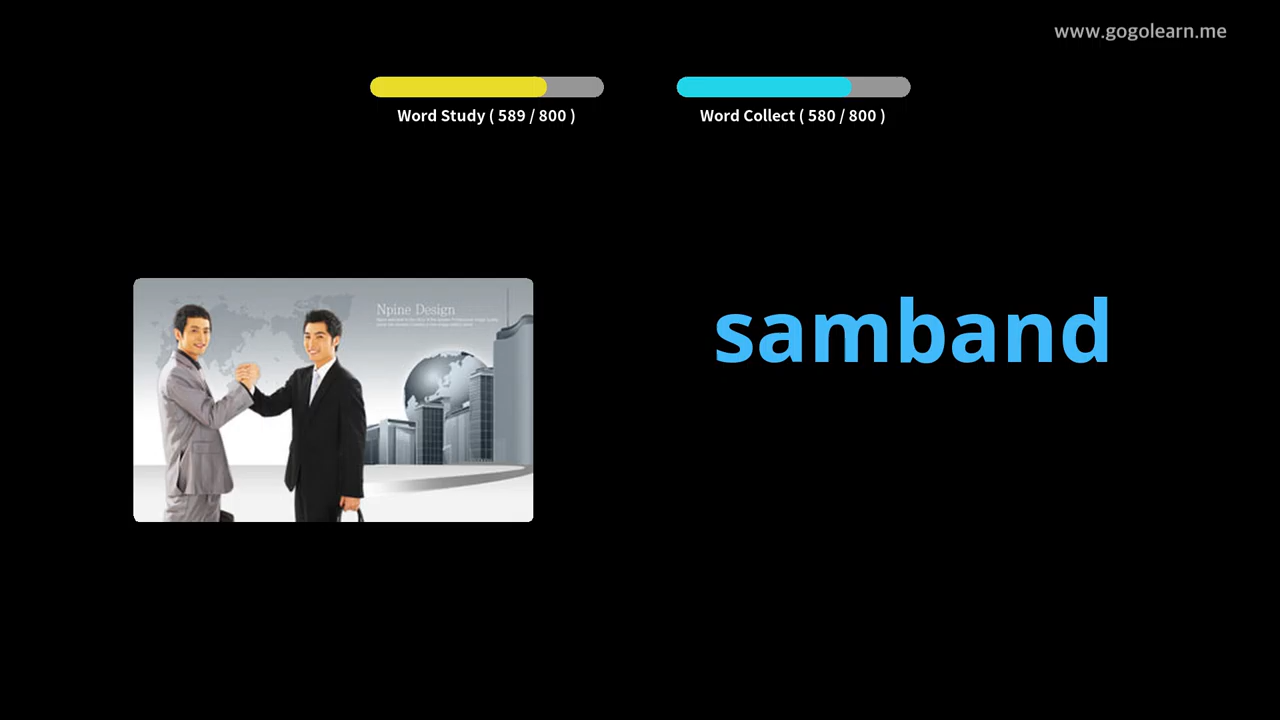 www.gogolearn.me
Word Study ( 589 / 800 )
Word Collect ( 580 / 800 )
Npine Design
samband